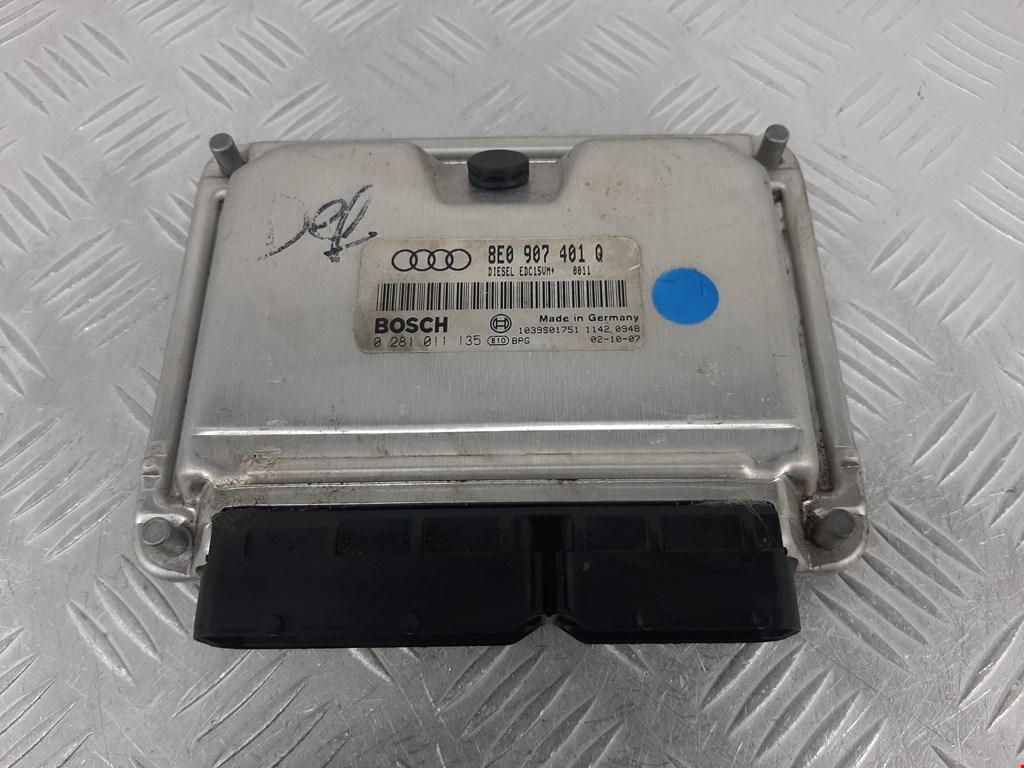 8E0 907 401 Q
DIESEL EDC15VM+ 0011
BOSCH
Made in Germany
1039S01751 1142 0948
0 281 011 135 810 BPG 02-10-07